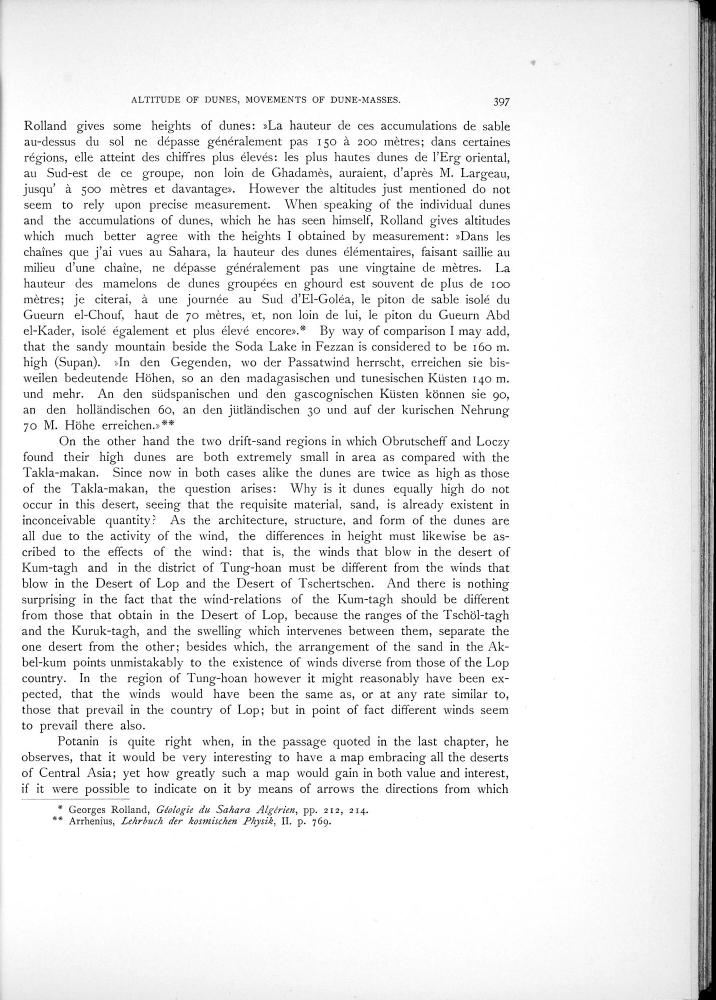 ALTITUDE OF DUNES, MOVEMENTS OF DUNE-MASSES. 397
Rolland gives some heights of dunes: »La hauteur de ces accumulations de sable
au-dessus du sol ne dépasse généralement pas 150 à 200 mètres; dans certaines
régions, elle atteint des chiffres plus élevés: les plus hautes dunes de l'Erg oriental,
au Sud-est de ce groupe, non loin de Ghadamès, auraient, d'après M. Largeau,
jusqu' à 500 mètres et davantage». However the altitudes just mentioned do not
seem to rely upon precise measurement. When speaking of the individual dunes
and the accumulations of dunes, which he has seen himself, Rolland gives altitudes
which much better agree with the heights I obtained by measurement: »Dans les
chaînes que j'ai vues au Sahara, la hauteur des dunes élémentaires, faisant saillie au
milieu d'une chaîne, ne dépasse généralement pas une vingtaine de mètres. La
hauteur des mamelons de dunes groupées en ghourd est souvent de plus de 100
mètres; je citerai, à une journée au Sud d'El-Goléa, le piton de sable isolé du
Gueurn el-Chouf, haut de 70 mètres, et, non loin de lui, le piton du Gueurn Abd
el-Kader, isolé également et plus élevé encore».* By way of comparison I may add,
that the sandy mountain beside the Soda Lake in Fezzan is considered to be 160 m.
high (Supan). »In den Gegenden, wo der Passatwind herrscht, erreichen sie bis-
weilen bedeutende Höhen, so an den madagasischen und tunesischen Küsten 140 m.
und mehr. An den südspanischen und den gascognischen Küsten können sie 90,
an den holländischen 60, an den jütländischen 30 und auf der kurischen Nehrung
70 M. Höhe erreichen.»**
On the other hand the two drift-sand regions in which Obrutscheff and Loczy
found their high dunes are both extremely small in area as compared with the
Takla-makan. Since now in both cases alike the dunes are twice as high as those
of the Takla-makan, the question arises: Why is it dunes equally high do not
occur in this desert, seeing that the requisite material, sand, is already existent in
inconceivable quantity? As the architecture, structure, and form of the dunes are
all due to the activity of the wind, the differences in height must likewise be as-
cribed to the effects of the wind: that is, the winds that blow in the desert of
Kum-tagh and in the district of Tung-hoan must be different from the winds that
blow in the Desert of Lop and the Desert of Tschertschen. And there is nothing
surprising in the fact that the wind-relations of the Kum-tagh should be different
from those that obtain in the Desert of Lop, because the ranges of the Tschöl-tagh
and the Kuruk-tagh, and the swelling which intervenes between them, separate the
one desert from the other; besides which, the arrangement of the sand in the Ak-
bel-kum points unmistakably to the existence of winds diverse from those of the Lop
country. In the region of Tung-hoan however it might reasonably have been ex-
pected, that the winds would have been the same as, or at any rate similar to,
those that prevail in the country of Lop; but in point of fact different winds seem
to prevail there also.
Potanin is quite right when, in the passage quoted in the last chapter, he
observes, that it would be very interesting to have a map embracing all the deserts
of Central Asia; yet how greatly such a map would gain in both value and interest,
if it were possible to indicate on it by means of arrows the directions from which
* Georges Rolland, Géologie du Sahara Algérien, pp. 212, 214.
** Arrhenius, Lehrbuch der kosmischen Physik, II. p. 769.